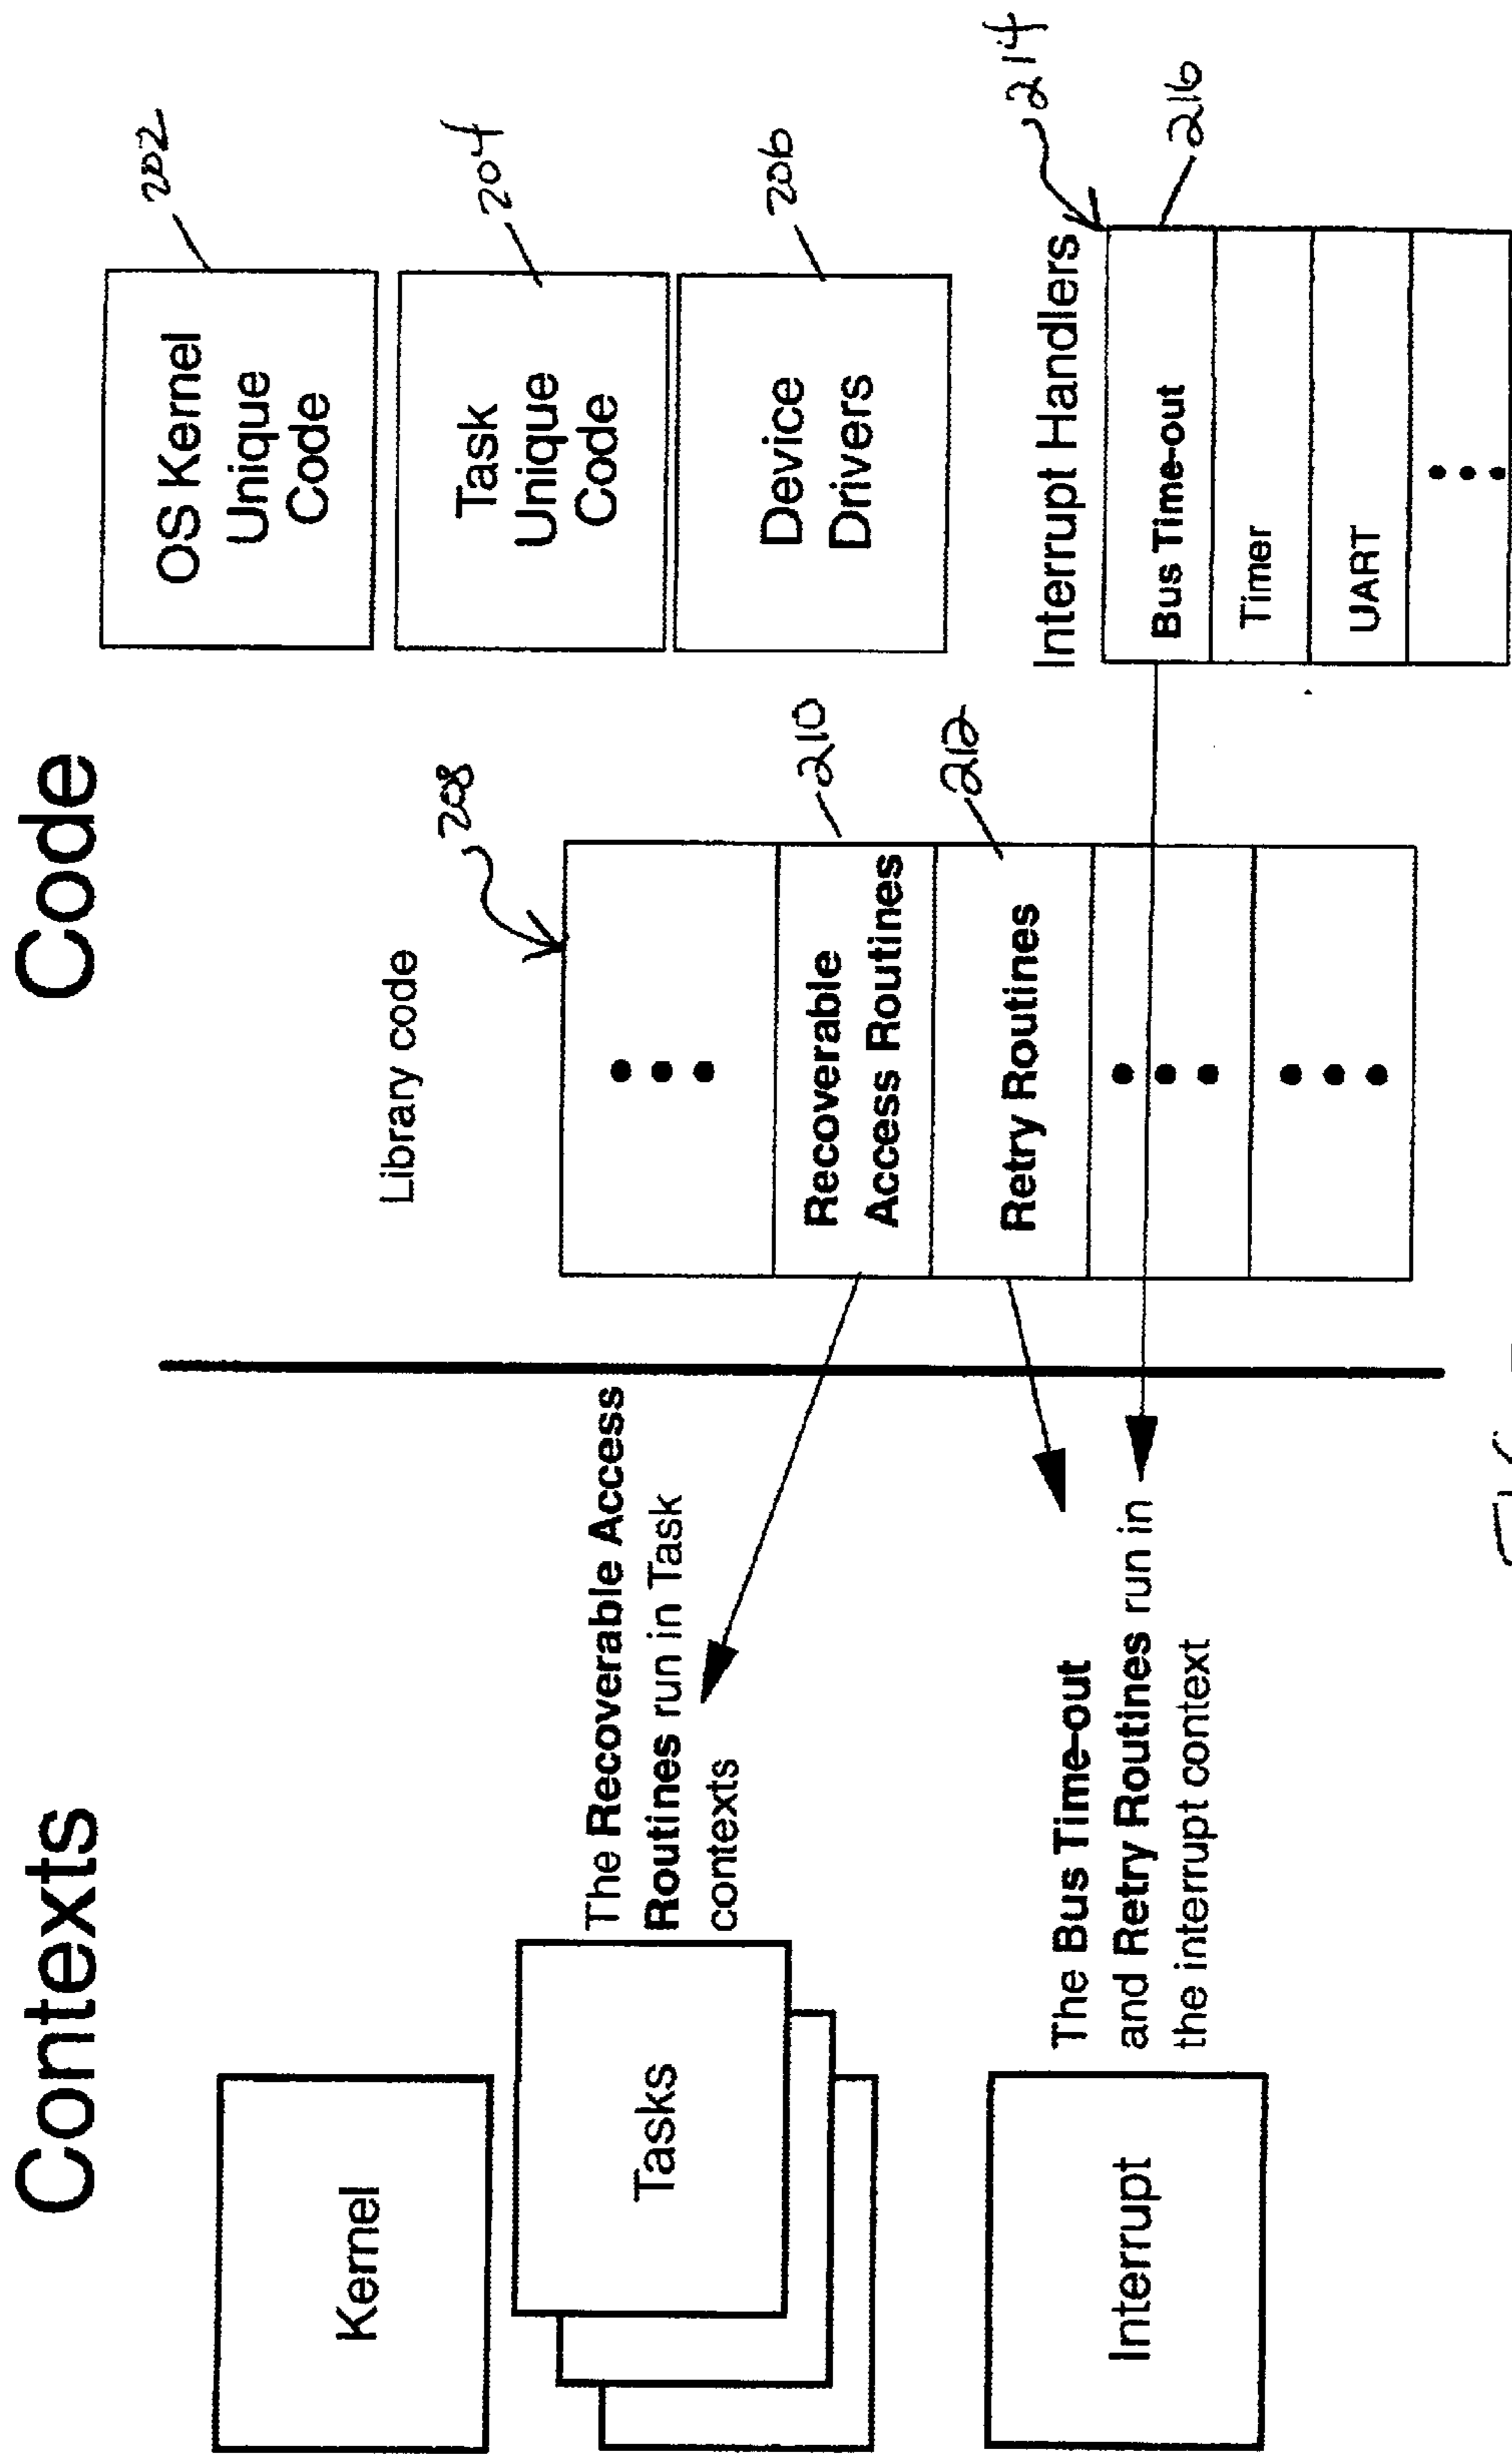 Contexts
Code
Kernel
Tasks
Interrupt
The Recoverable Access
Routines run in Task
contexts
The Bus Time-out
and Retry Routines run in
the interrupt context
Library code
208
Recoverable
Access Routines
210
Retry Routines
212
OS Kernel
Unique
Code
202
Task
Unique
Code
204
Device
Drivers
206
Interrupt Handlers
214
Bus Time-out
216
Timer
UART